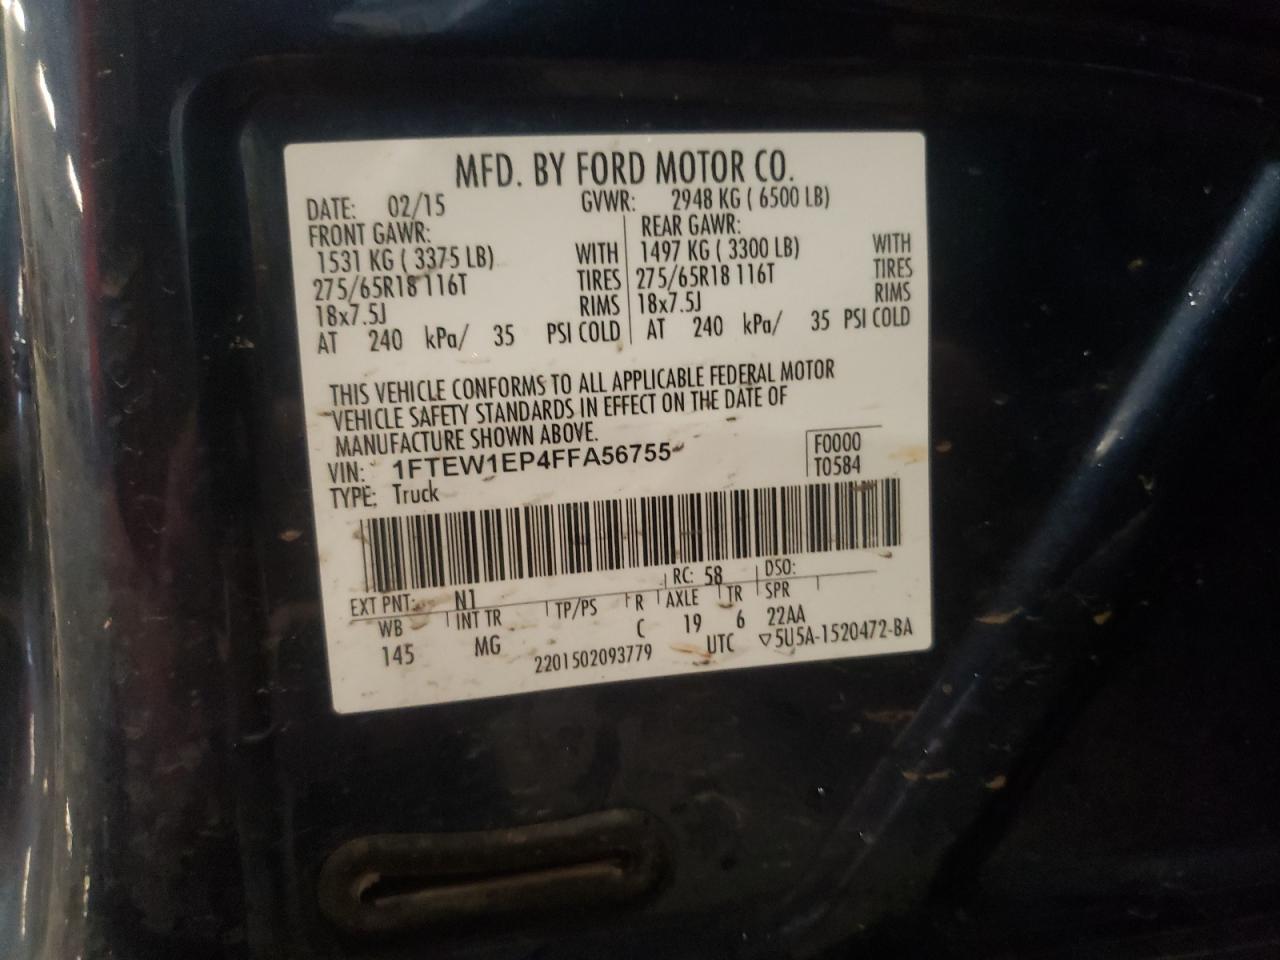 MFD. BY FORD MOTOR CO.
DATE: 02/15 GVWR: 2948 KG ( 6500 LB)
FRONT GAWR: REAR GAWR:
1531 KG ( 3375 LB) WITH 1497 KG ( 3300 LB) WITH
275/65R18 116T TIRES 275/65R18 116T TIRES
18x7.5J RIMS 18x7.5J RIMS
AT 240 kPa/ 35 PSI COLD AT 240 kPa/ 35 PSI COLD
THIS VEHICLE CONFORMS TO ALL APPLICABLE FEDERAL MOTOR
VEHICLE SAFETY STANDARDS IN EFFECT ON THE DATE OF
MANUFACTURE SHOWN ABOVE.
VIN: 1FTEW1EP4FFA56755 F0000
TYPE: Truck T0584
EXT PNT: N1 RC: 58 DSO:
WB INT TR TP/PS R AXLE TR SPR
145 MG C 19 6 22AA
2201502093779 UTC ▽5U5A-1520472-BA